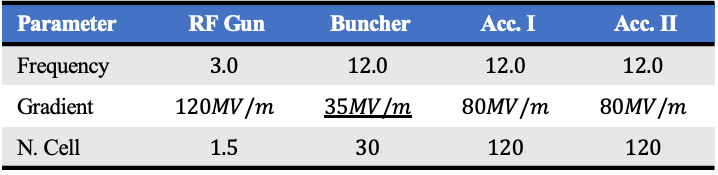 Parameter RF Gun Buncher Acc. I Acc. II
Frequency 3.0 12.0 12.0 12.0
Gradient 120MV/m 35MV/m 80MV/m 80MV/m
N. Cell 1.5 30 120 120